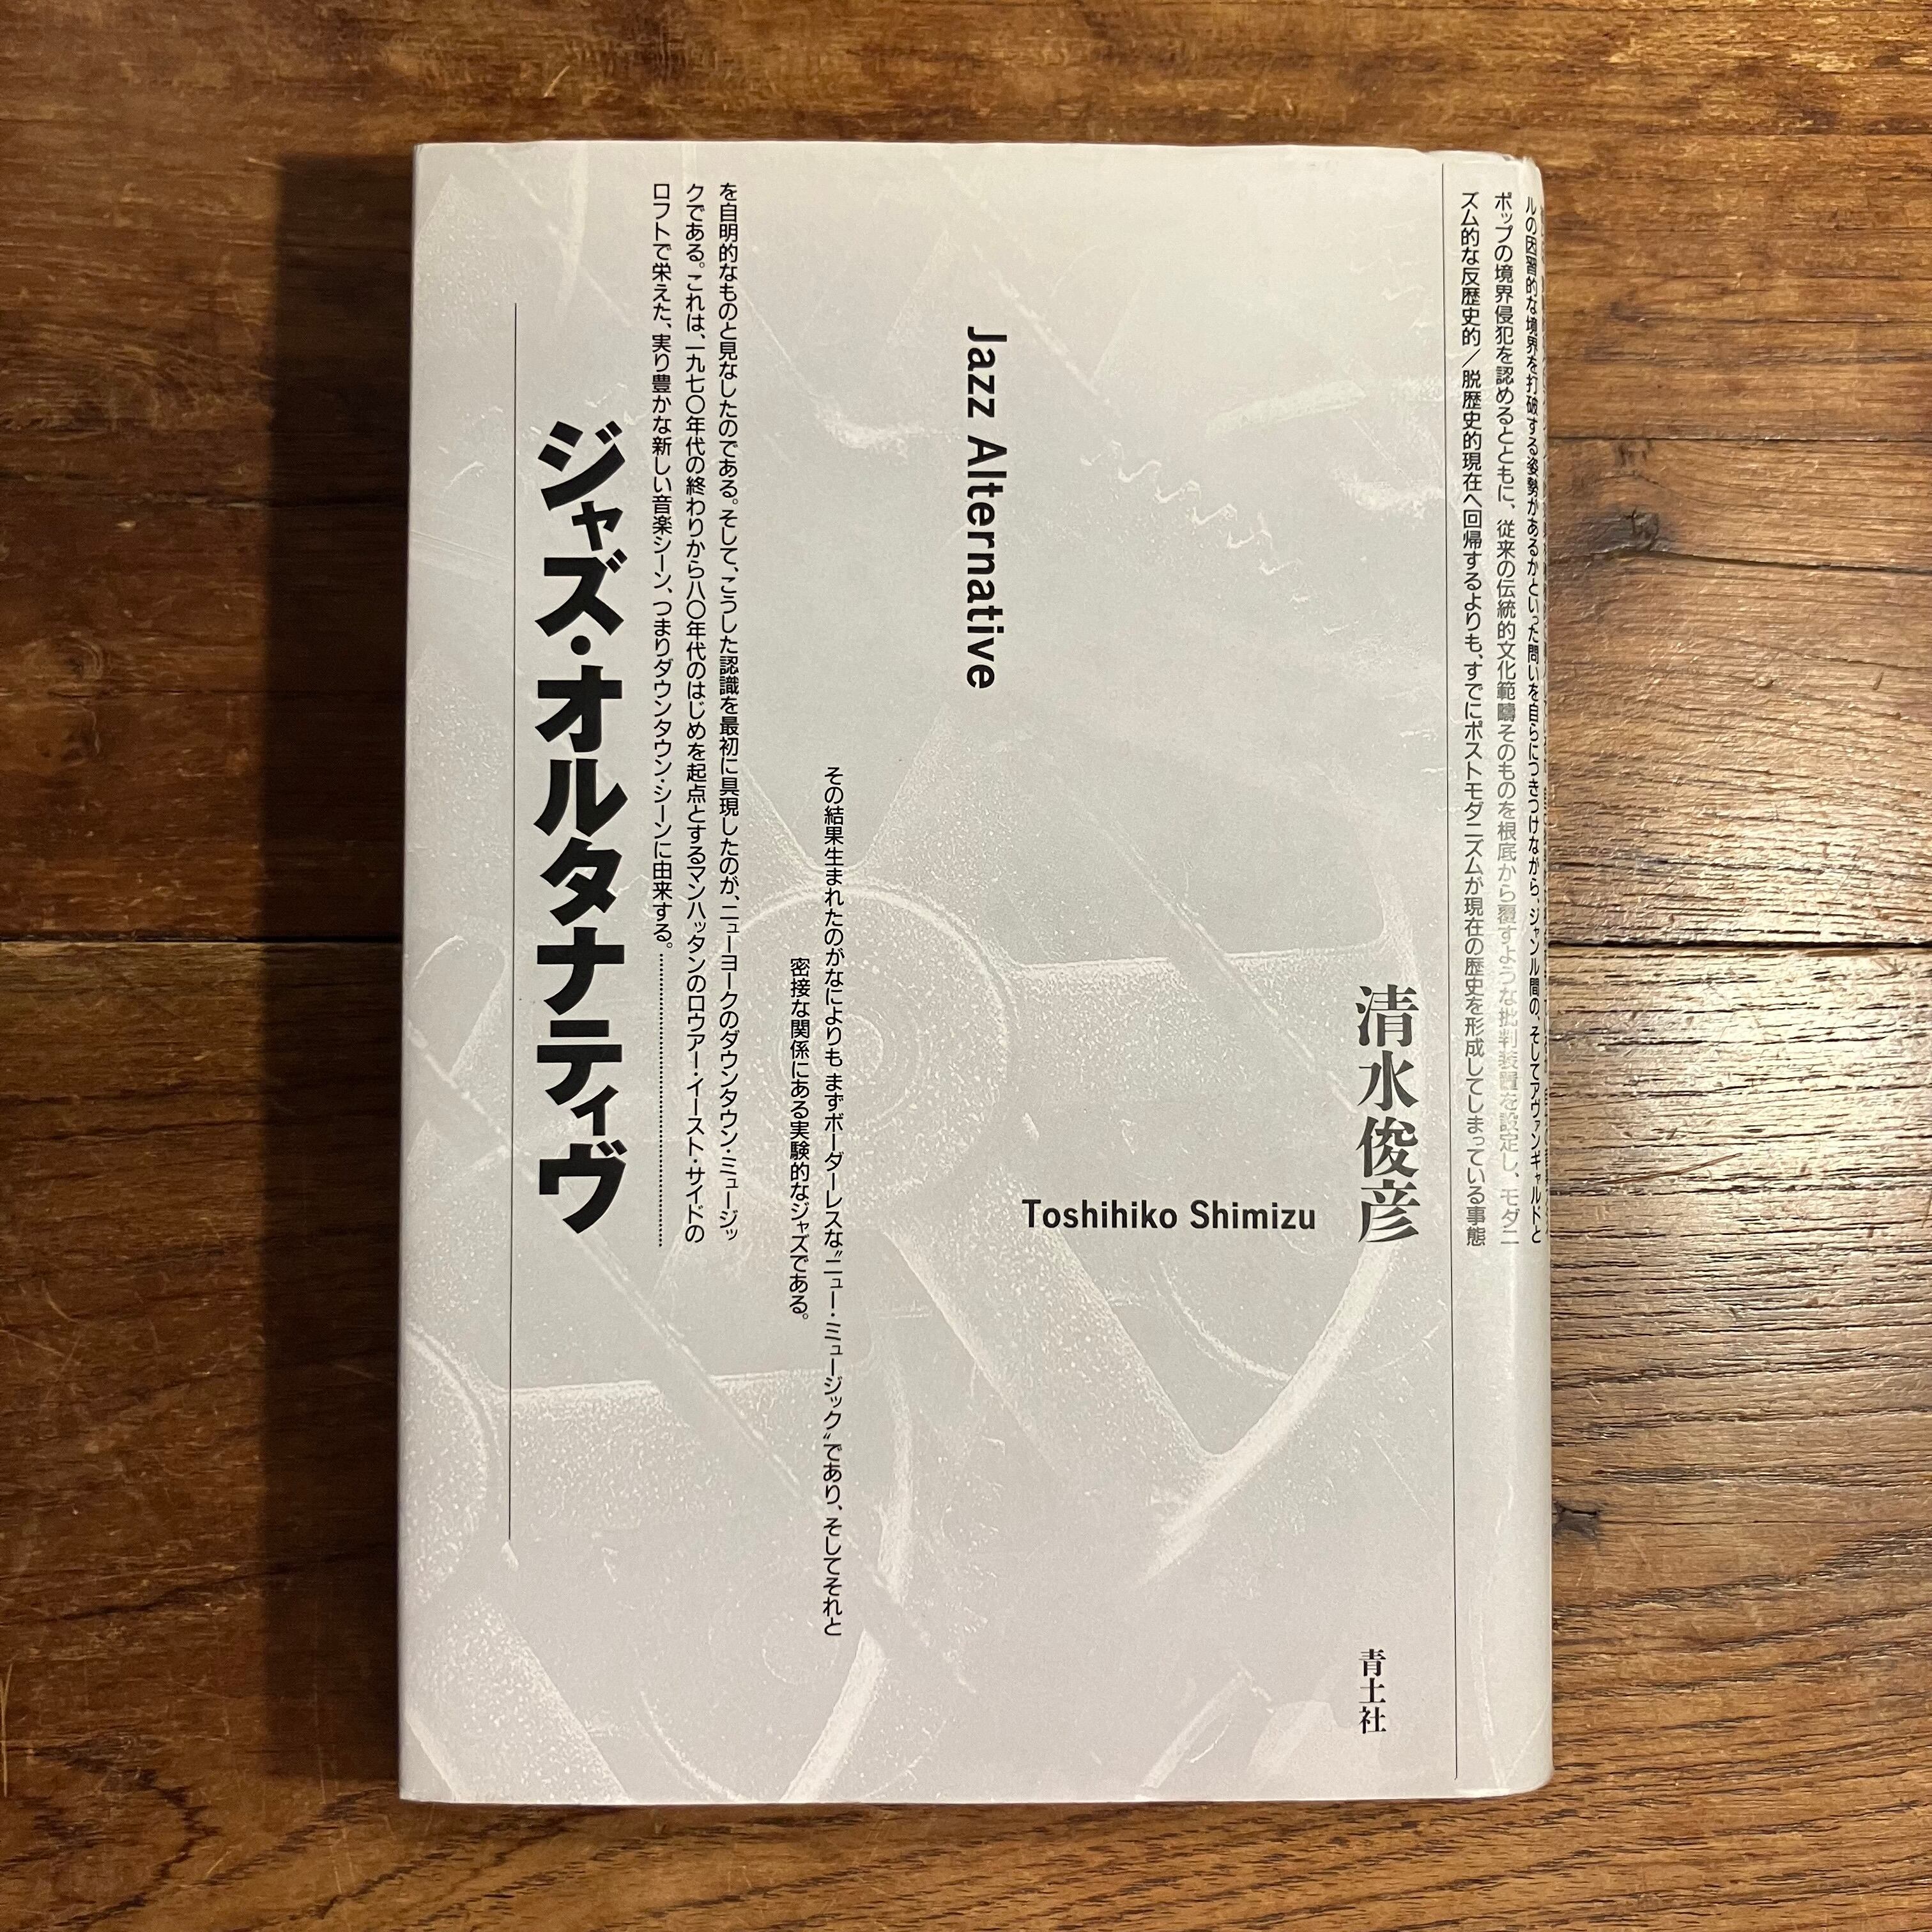 ルの因習的な境界を打破する姿勢があるかといった問いを自らにつきつけながら、ジャンル間の、そしてアヴァンギャルドと
ポップの境界侵犯を認めるとともに、従来の伝統的文化範疇そのものを根底から覆すような批判装置を設定し、モダニ
ズム的な反歴史的/脱歴史的現在へ回帰するよりも、すでにポストモダニズムが現在の歴史を形成してしまっている事態
清水俊彦
青土社
Toshihiko Shimizu
Jazz Alternative
その結果生まれたのがなによりも まずボーダーレスな〝ニュー・ミュージック〟であり、そしてそれと
密接な関係にある実験的なジャズである。
を自明的なものと見なしたのである。そして、こうした認識を最初に具現したのが、ニューヨークのダウンタウン・ミュージッ
クである。これは、一九七〇年代の終わりから八〇年代のはじめを起点とするマンハッタンのロウアー・イースト・サイドの
ロフトで栄えた、実り豊かな新しい音楽シーン、つまりダウンタウン・シーンに由来する。
ジャズ・オルタナティヴ